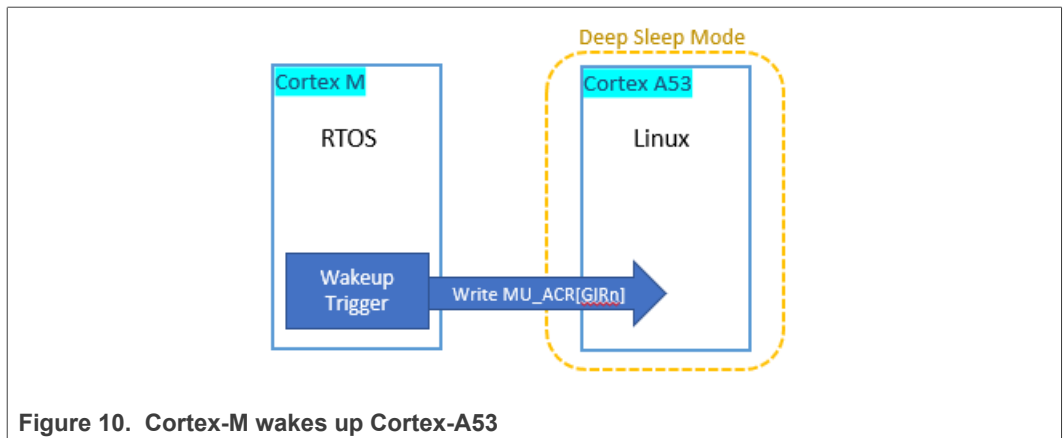 Deep Sleep Mode
Cortex M
Cortex A53
RTOS
Linux
Wakeup
Trigger
Write MU_ACR[GIRn]
Figure 10. Cortex-M wakes up Cortex-A53